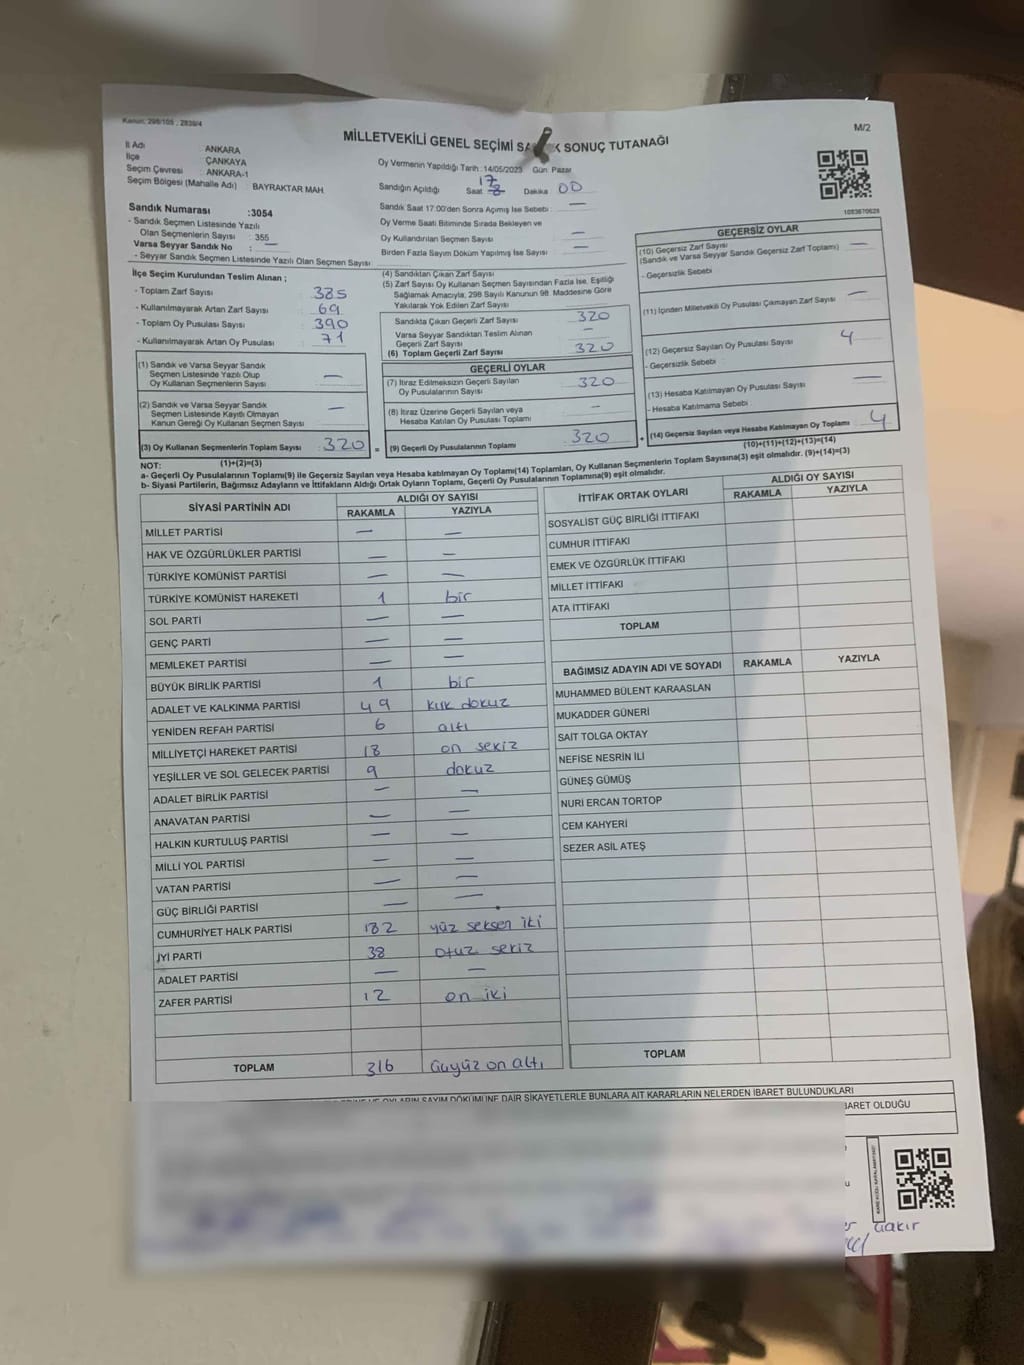 Kanun: 298/105 , 2839/4
M/2
MİLLETVEKİLİ GENEL SEÇİMİ SONUÇ TUTANAĞI
İl Adı : ANKARA
İlçe : ÇANKAYA
Seçim Çevresi : ANKARA-1
Seçim Bölgesi (Mahalle Adı) : BAYRAKTAR MAH.
Oy Vermenin Yapıldığı Tarih :14/05/2023 Gün: Pazar
Sandığın Açıldığı Saat 17 Dakika 00
Sandık Saat 17:00'den Sonra Açımış İse Sebebi : —
Oy Verme Saati Bitiminde Sırada Bekleyen ve
Oy Kullandırılan Seçmen Sayısı —
Birden Fazla Sayım Döküm Yapılmış İse Sayısı —
1083870628
Sandık Numarası :3054
- Sandık Seçmen Listesinde Yazılı
Olan Seçmenlerin Sayısı : 355
Varsa Seyyar Sandık No : —
- Seyyar Sandık Seçmen Listesinde Yazılı Olan Seçmen Sayısı
İlçe Seçim Kurulundan Teslim Alınan ;
- Toplam Zarf Sayısı 385
- Kullanılmayarak Artan Zarf Sayısı 69
- Toplam Oy Pusulası Sayısı 390
- Kullanılmayarak Artan Oy Pusulası 71
(1) Sandık ve Varsa Seyyar Sandık
Seçmen Listesinde Yazılı Olup
Oy Kullanan Seçmenlerin Sayısı —
(2) Sandık ve Varsa Seyyar Sandık
Seçmen Listesinde Kayıtlı Olmayan
Kanun Gereği Oy Kullanan Seçmen Sayısı —
(3) Oy Kullanan Seçmenlerin Toplam Sayısı : 320
(1)+(2)=(3)
(4) Sandıktan Çıkan Zarf Sayısı
(5) Zarf Sayısı Oy Kullanan Seçmen Sayısından Fazla İse, Eşitliği
Sağlamak Amacıyla; 298 Sayılı Kanunun 98. Maddesine Göre
Yakılarak Yok Edilen Zarf Sayısı
Sandıkta Çıkan Geçerli Zarf Sayısı 320
Varsa Seyyar Sandıktan Teslim Alınan
Geçerli Zarf Sayısı —
(6) Toplam Geçerli Zarf Sayısı 320
GEÇERLİ OYLAR
(7) İtiraz Edilmeksizin Geçerli Sayılan
Oy Pusulalarının Sayısı 320
(8) İtiraz Üzerine Geçerli Sayılan veya
Hesaba Katılan Oy Pusulası Toplamı —
= (9) Geçerli Oy Pusulalarının Toplamı 320
GEÇERSİZ OYLAR
(10) Geçersiz Zarf Sayısı
(Sandık ve Varsa Seyyar Sandık Geçersiz Zarf Toplamı) —
- Geçersizlik Sebebi :
(11) İçinden Milletvekili Oy Pusulası Çıkmayan Zarf Sayısı —
(12) Geçersiz Sayılan Oy Pusulası Sayısı 4
- Geçersizlik Sebebi :
(13) Hesaba Katılmayan Oy Pusulası Sayısı —
- Hesaba Katılmama Sebebi :
+ (14) Geçersiz Sayılan veya Hesaba Katılmayan Oy Toplamı 4
(10)+(11)+(12)+(13)=(14)
NOT:
a- Geçerli Oy Pusulalarının Toplamı(9) ile Geçersiz Sayılan veya Hesaba katılmayan Oy Toplamı(14) Toplamları, Oy Kullanan Seçmenlerin Toplam Sayısına(3) eşit olmalıdır. (9)+(14)=(3)
b- Siyasi Partilerin, Bağımsız Adayların ve İttifakların Aldığı Ortak Oyların Toplamı, Geçerli Oy Pusulalarının Toplamına(9) eşit olmalıdır.
SİYASİ PARTİNİN ADI ALDIĞI OY SAYISI
RAKAMLA YAZIYLA
MİLLET PARTİSİ — —
HAK VE ÖZGÜRLÜKLER PARTİSİ — —
TÜRKİYE KOMÜNİST PARTİSİ — —
TÜRKİYE KOMÜNİST HAREKETİ 1 bir
SOL PARTİ — —
GENÇ PARTİ — —
MEMLEKET PARTİSİ — —
BÜYÜK BİRLİK PARTİSİ 1 bir
ADALET VE KALKINMA PARTİSİ 49 kırk dokuz
YENİDEN REFAH PARTİSİ 6 altı
MİLLİYETÇİ HAREKET PARTİSİ 18 on sekiz
YEŞİLLER VE SOL GELECEK PARTİSİ 9 dokuz
ADALET BİRLİK PARTİSİ — —
ANAVATAN PARTİSİ — —
HALKIN KURTULUŞ PARTİSİ — —
MİLLİ YOL PARTİSİ — —
VATAN PARTİSİ — —
GÜÇ BİRLİĞİ PARTİSİ — —
CUMHURİYET HALK PARTİSİ 182 yüz seksen iki
İYİ PARTİ 38 otuz sekiz
ADALET PARTİSİ — —
ZAFER PARTİSİ 12 on iki
TOPLAM 316 üçyüz on altı
İTTİFAK ORTAK OYLARI ALDIĞI OY SAYISI
RAKAMLA YAZIYLA
SOSYALİST GÜÇ BİRLİĞİ İTTİFAKI
CUMHUR İTTİFAKI
EMEK VE ÖZGÜRLÜK İTTİFAKI
MİLLET İTTİFAKI
ATA İTTİFAKI
TOPLAM
BAĞIMSIZ ADAYIN ADI VE SOYADI RAKAMLA YAZIYLA
MUHAMMED BÜLENT KARAASLAN
MUKADDER GÜNERİ
SAİT TOLGA OKTAY
NEFİSE NESRİN İLİ
GÜNEŞ GÜMÜŞ
NURİ ERCAN TORTOP
CEM KAHYERİ
SEZER ASİL ATEŞ
TOPLAM
OYLARIN SAYIM DÖKÜMÜNE DAİR ŞİKAYETLERLE BUNLARA AİT KARARLARIN NELERDEN İBARET BULUNDUKLARI
İBARET OLDUĞU